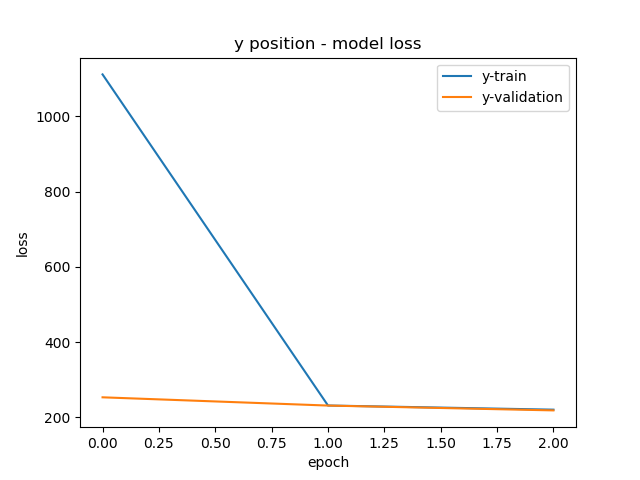 y position - model loss
y-train
y-validation
1000
800
600
400
200
loss
0.00 0.25 0.50 0.75 1.00 1.25 1.50 1.75 2.00
epoch